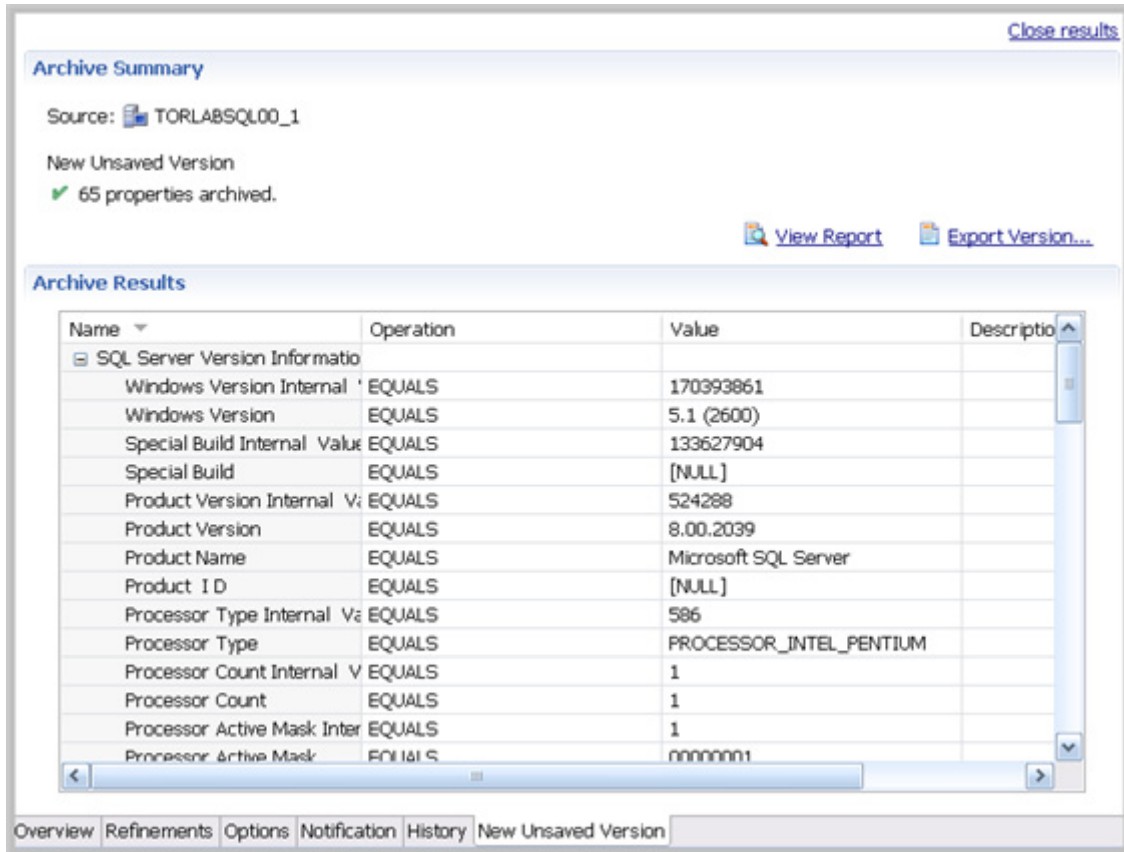 Close results
Archive Summary
Source: TORLABSQL00_1
New Unsaved Version
65 properties archived.
View Report Export Version...
Archive Results
Name Operation Value Descriptio
SQL Server Version Informatio
Windows Version Internal ' EQUALS 170393861
Windows Version EQUALS 5.1 (2600)
Special Build Internal Value EQUALS 133627904
Special Build EQUALS [NULL]
Product Version Internal Va EQUALS 524288
Product Version EQUALS 8.00.2039
Product Name EQUALS Microsoft SQL Server
Product I D EQUALS [NULL]
Processor Type Internal Va EQUALS 586
Processor Type EQUALS PROCESSOR_INTEL_PENTIUM
Processor Count Internal V EQUALS 1
Processor Count EQUALS 1
Processor Active Mask Inter EQUALS 1
Processor Active Mask EQUALS 00000001
Overview Refinements Options Notification History New Unsaved Version